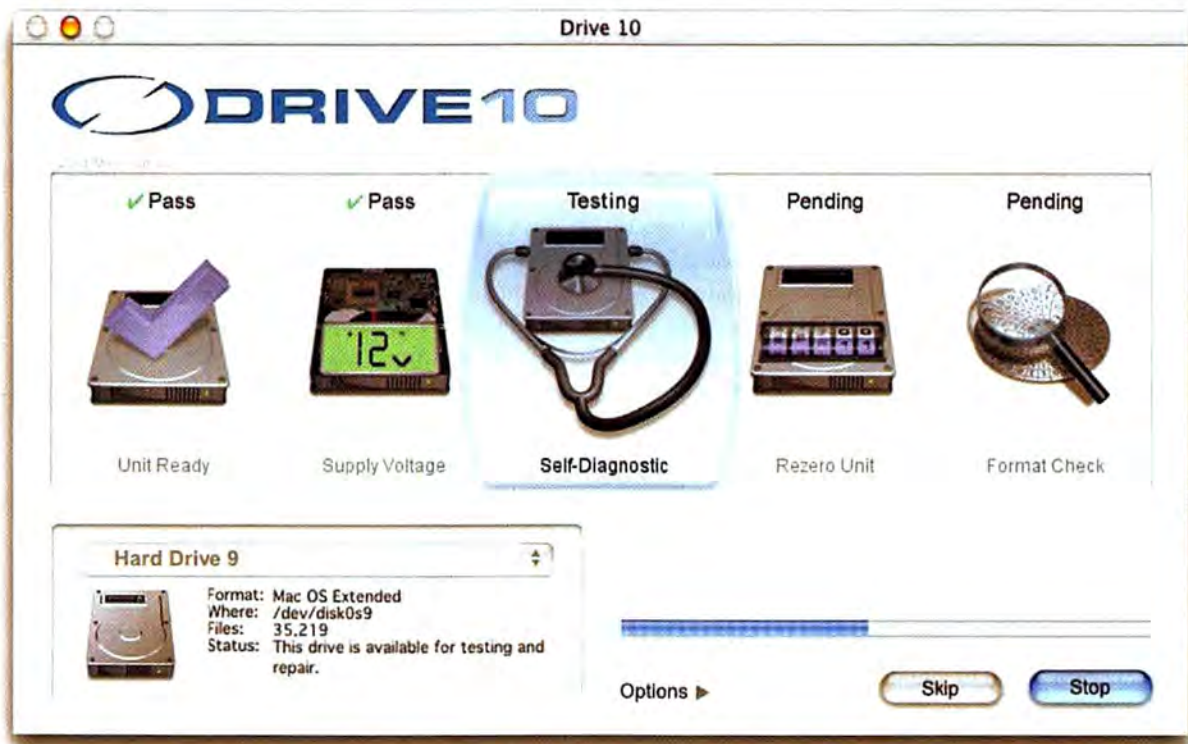 Drive 10
DRIVE10
Pass
Pass
Testing
Pending
Pending
12v
Unit Ready
Supply Voltage
Self-Diagnostic
Rezero Unit
Format Check
Hard Drive 9
Format: Mac OS Extended
Where: /dev/disk0s9
Files: 35,219
Status: This drive is available for testing and
repair.
Options
Skip
Stop